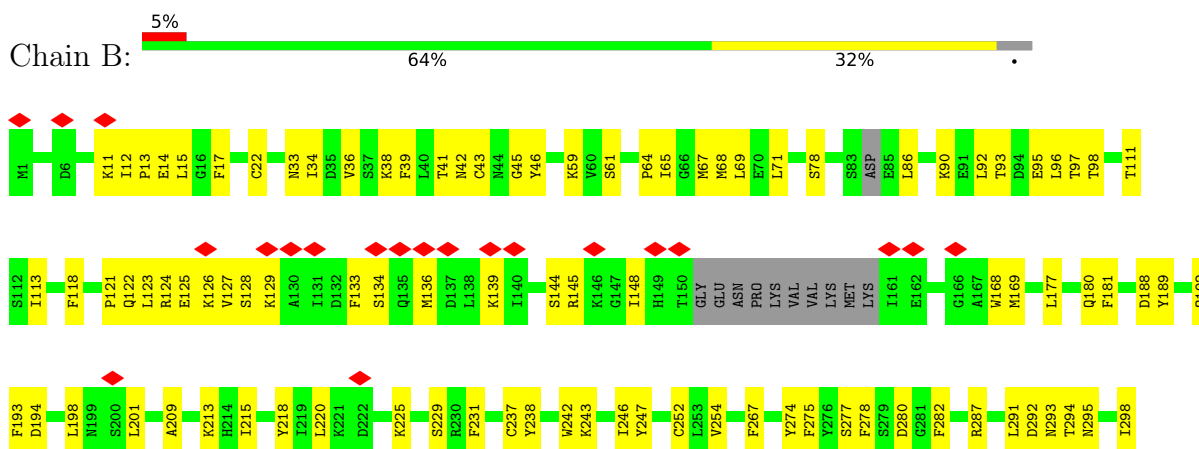 5%
Chain B:
64% 32% •
M1 D6 K11 I12 P13 E14 L15 G16 F17 C22 N33 I34 D35 V36 S37 K38 F39 L40 T41 N42 C43 N44 G45 Y46 K59 V60 S61 P64 I65 G66 M67 M68 L69 E70 L71 S78 S83 ASP E85 L86 K90 E91 L92 T93 D94 E95 L96 T97 T98 T111
S112 I113 F118 P121 Q122 L123 R124 E125 K126 V127 S128 K129 A130 I131 D132 F133 S134 Q135 M136 D137 L138 K139 I140 S144 R145 K146 G147 I148 H149 T150 GLY GLU ASN PRO LYS VAL VAL LYS MET LYS I161 E162 G166 A167 W168 M169 L177 Q180 F181 D188 Y189
F193 D194 L198 N199 S200 L201 A209 K213 H214 I215 Y218 I219 L220 K221 D222 K225 S229 R230 F231 C237 Y238 W242 K243 I246 Y247 C252 L253 V254 F267 Y274 F275 Y276 S277 F278 S279 D280 G281 F282 R287 L291 D292 N293 T294 N295 I298